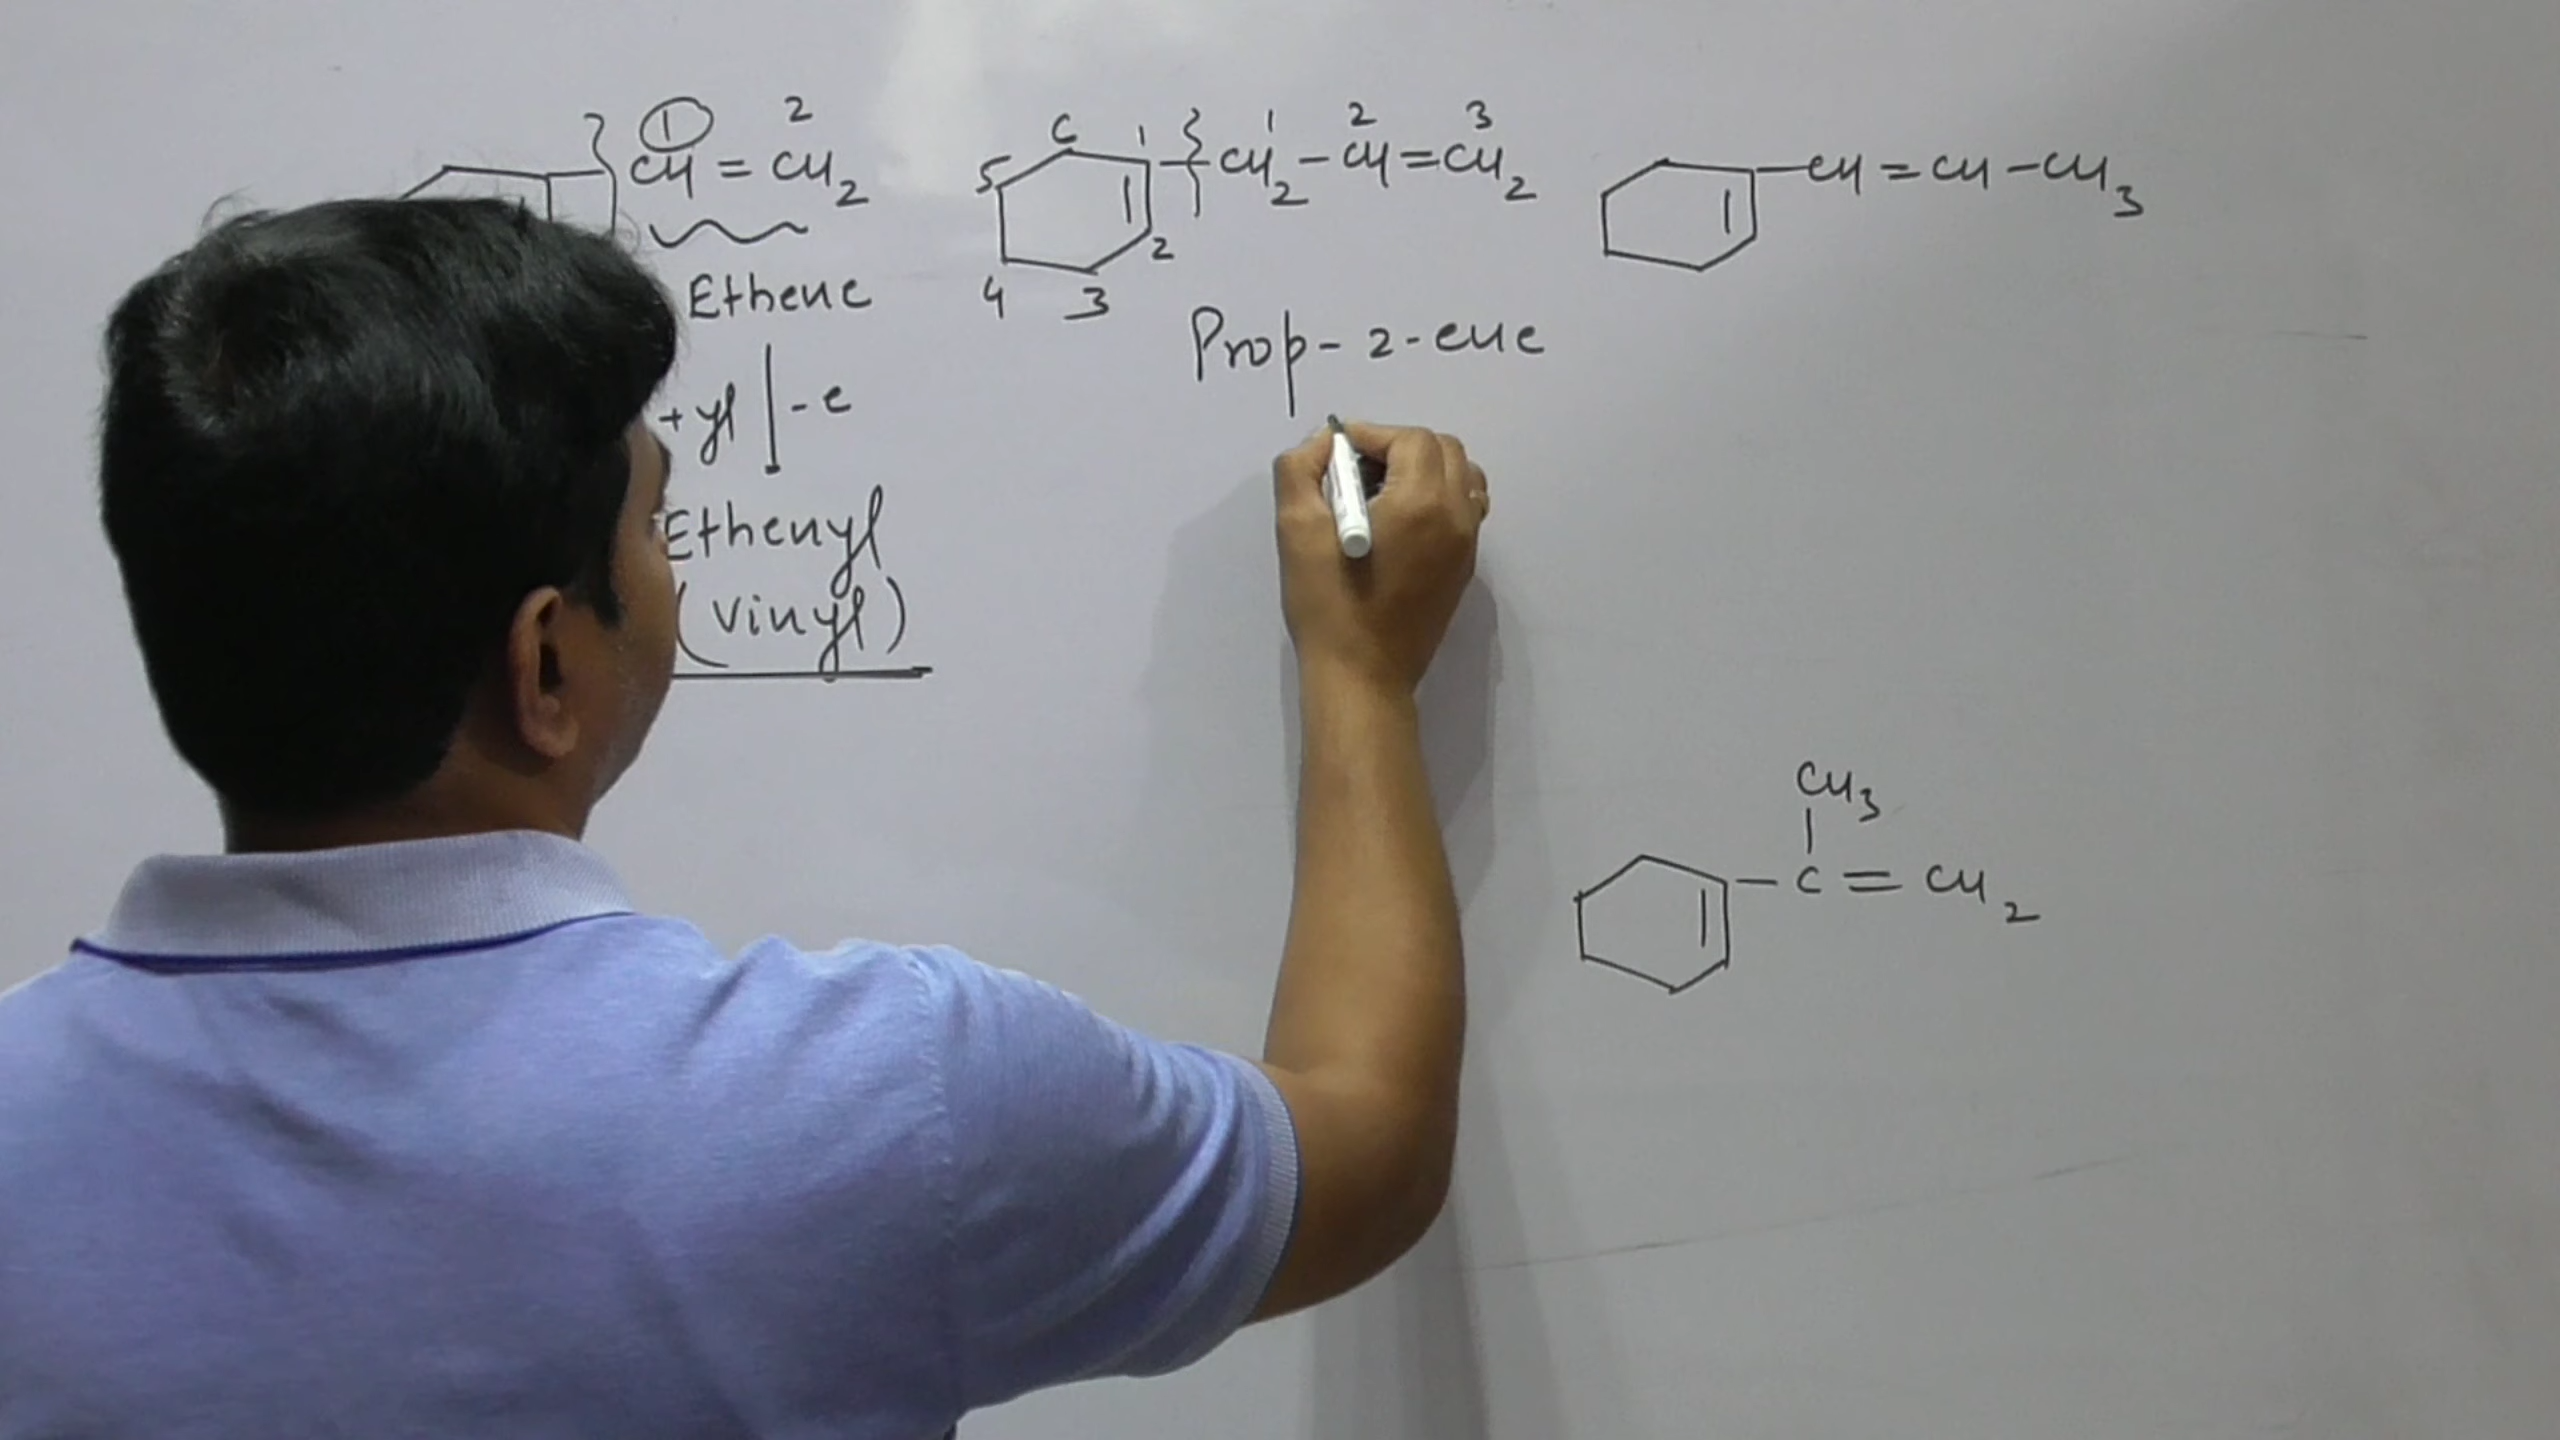 1 2
CH = CH2
Ethene
+yl | -e
Ethenyl
(vinyl)
6 1 1 2 3
5 CH2 - CH = CH2
2
4 3
Prop- 2-ene
CH = CH - CH3
CH3
C = CH2